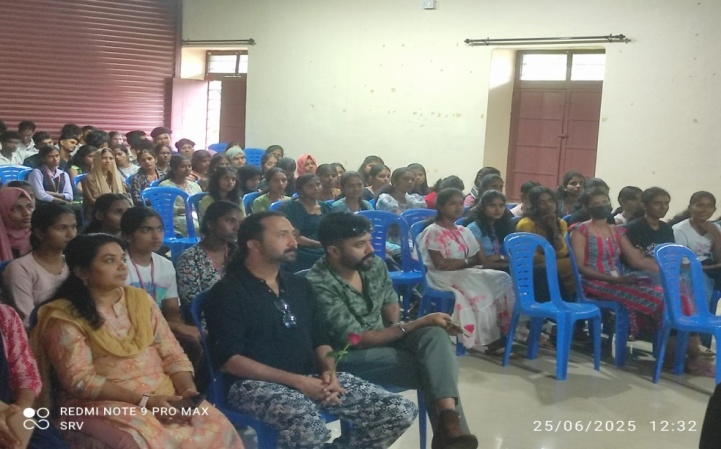 REDMI NOTE 9 PRO MAX
SRV
25/06/2025 12:32